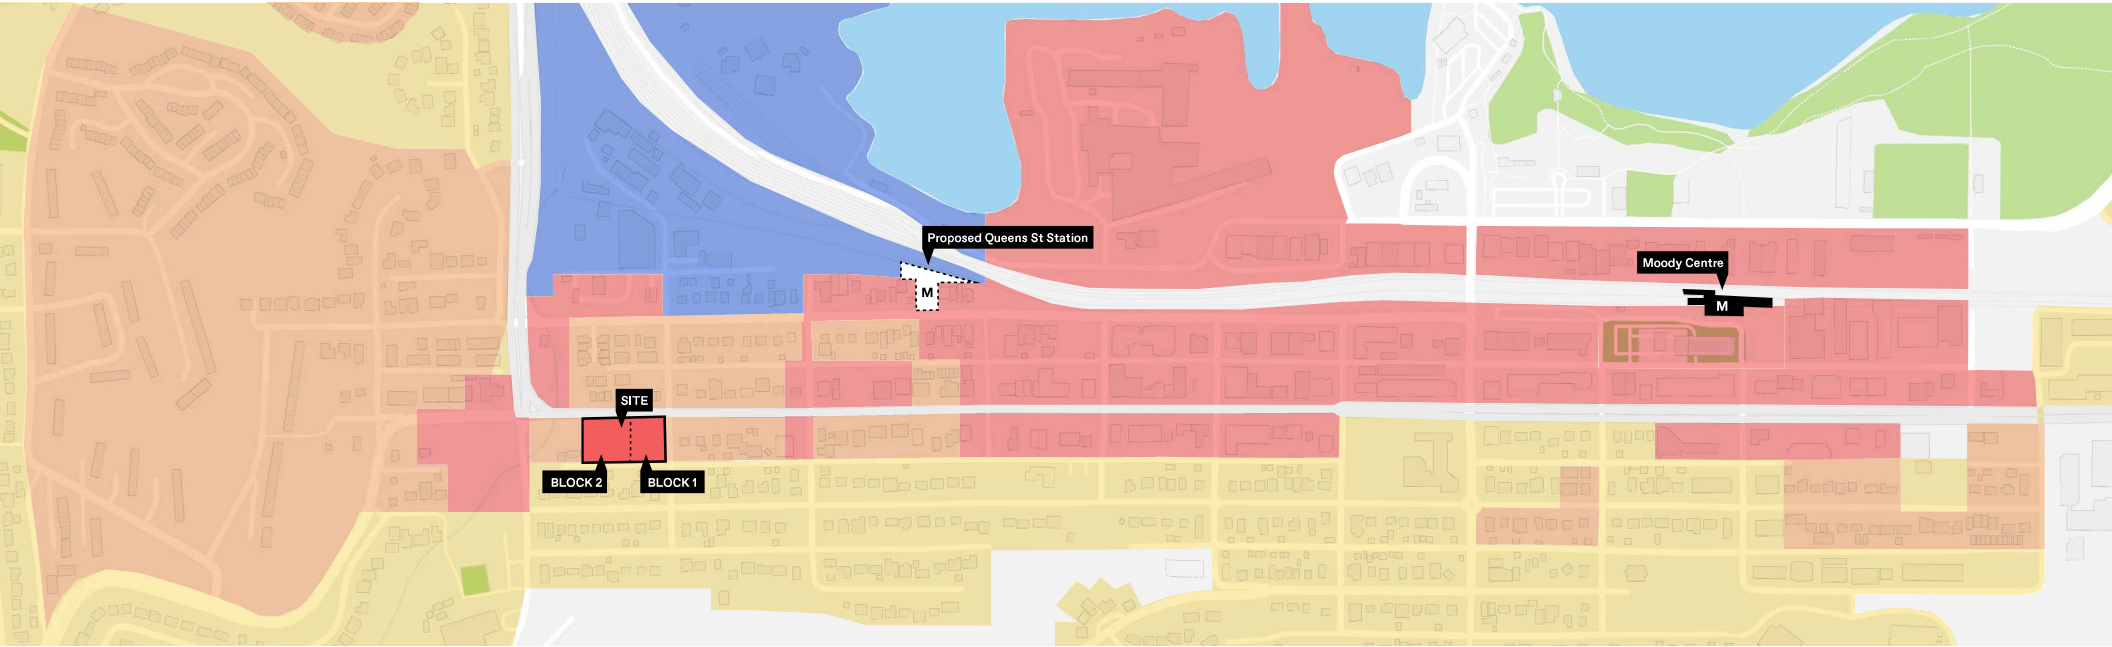 Proposed Queens St Station
M
Moody Centre
M
SITE
BLOCK 2
BLOCK 1